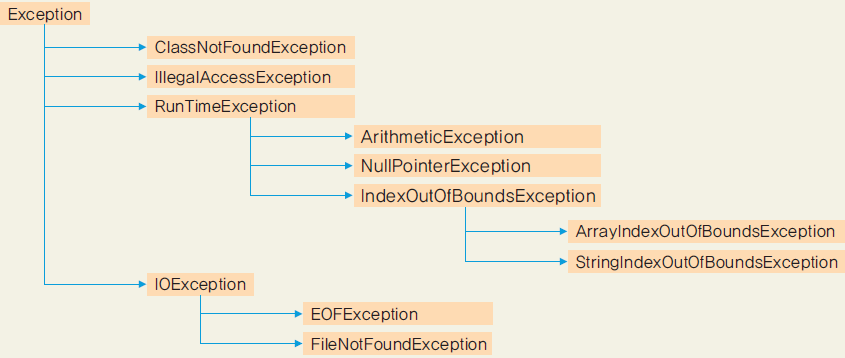 Exception
ClassNotFoundException
IllegalAccessException
RunTimeException
ArithmeticException
NullPointerException
IndexOutOfBoundsException
ArrayIndexOutOfBoundsException
StringIndexOutOfBoundsException
IOException
EOFException
FileNotFoundException